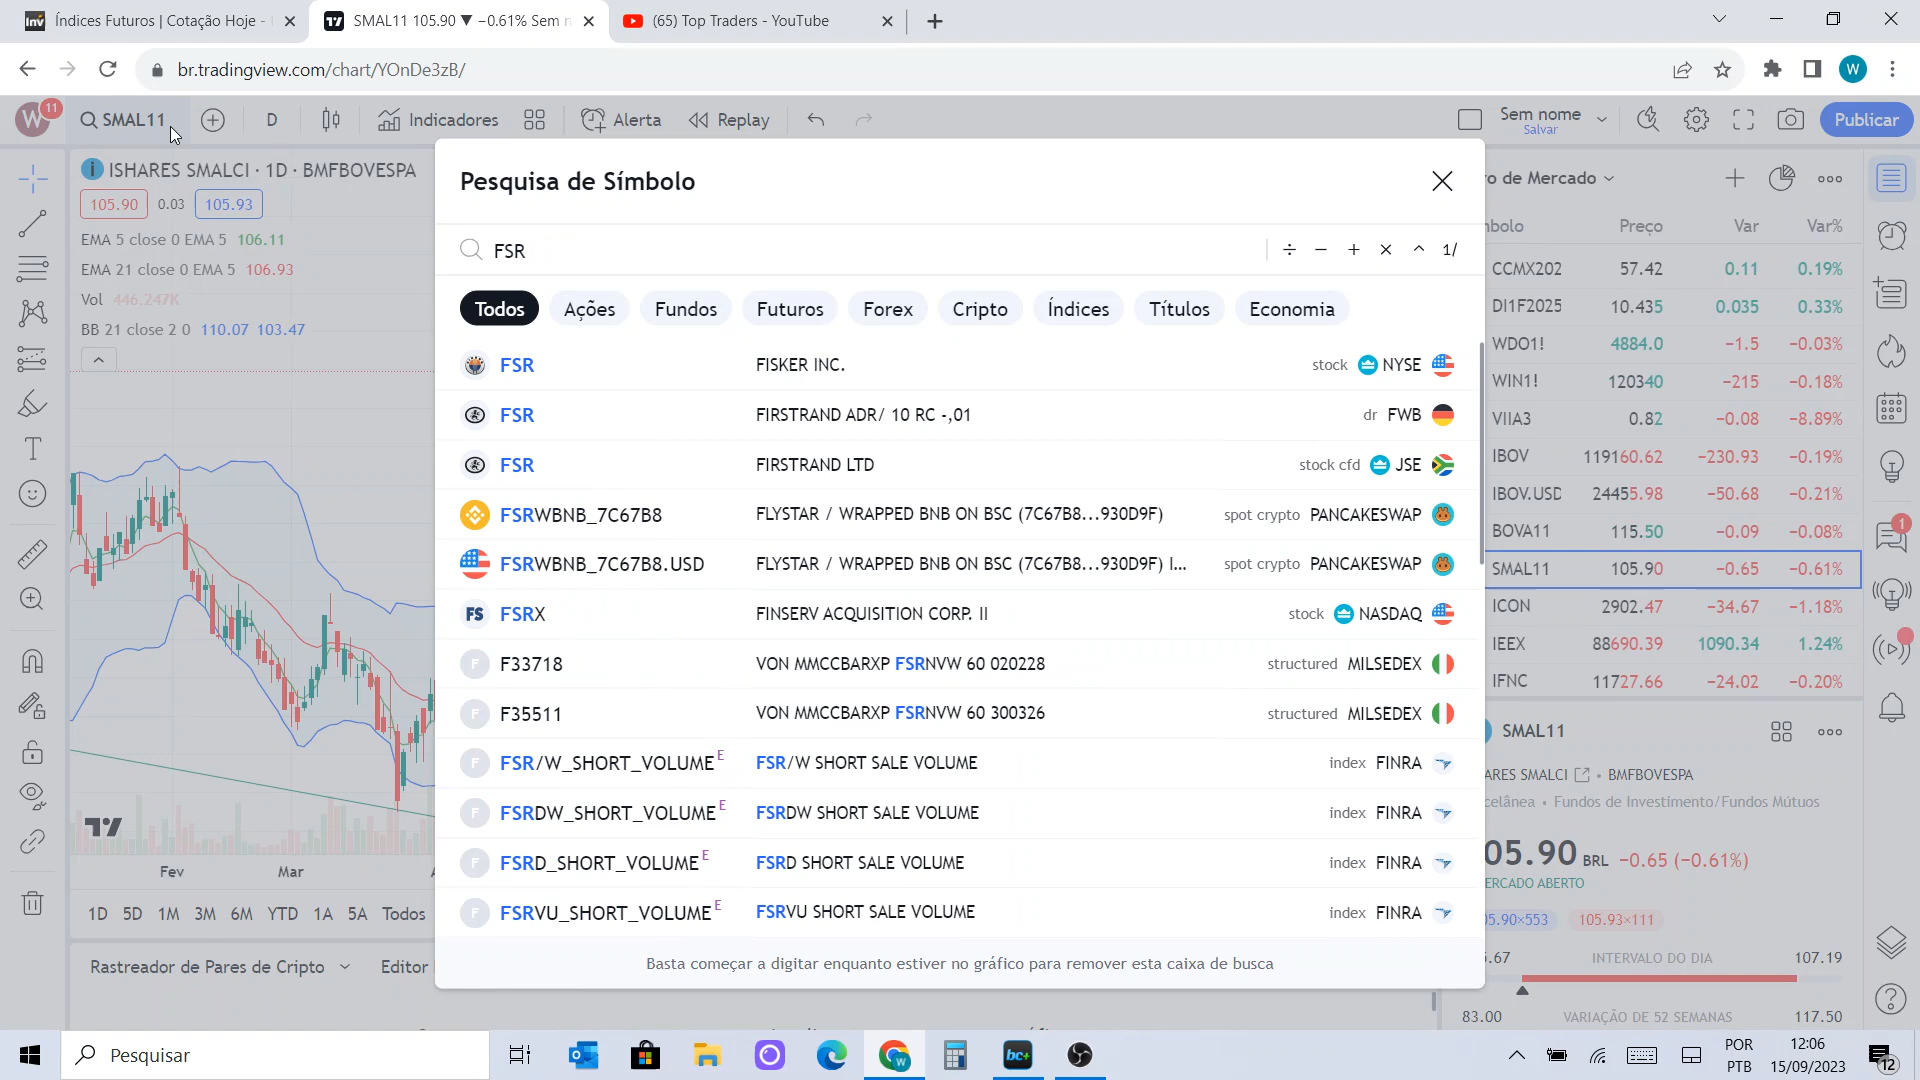 Índices Futuros | Cotação Hoje -
SMAL11 105.90 ▼ −0.61% Sem n
(65) Top Traders - YouTube
br.tradingview.com/chart/YOnDe3zB/
W
W
11
SMAL11
D
Indicadores
Alerta
Replay
Sem nome
Salvar
Publicar
ISHARES SMALCI · 1D · BMFBOVESPA
105.90 0.03 105.93
EMA 5 close 0 EMA 5 106.11
EMA 21 close 0 EMA 5 106.93
Vol 446.247K
BB 21 close 2 0 110.07 103.47
Fev Mar
1D 5D 1M 3M 6M YTD 1A 5A Todos
Rastreador de Pares de Cripto
Editor
Pesquisa de Símbolo
FSR
÷ − + × ^ 1/
Todos Ações Fundos Futuros Forex Cripto Índices Títulos Economia
FSR FISKER INC. stock NYSE
FSR FIRSTRAND ADR/ 10 RC -,01 dr FWB
FSR FIRSTRAND LTD stock cfd JSE
FSRWBNB_7C67B8 FLYSTAR / WRAPPED BNB ON BSC (7C67B8...930D9F) spot crypto PANCAKESWAP
FSRWBNB_7C67B8.USD FLYSTAR / WRAPPED BNB ON BSC (7C67B8...930D9F) I... spot crypto PANCAKESWAP
FS FSRX FINSERV ACQUISITION CORP. II stock NASDAQ
F F33718 VON MMCCBARXP FSRNVW 60 020228 structured MILSEDEX
F F35511 VON MMCCBARXP FSRNVW 60 300326 structured MILSEDEX
F FSR/W_SHORT_VOLUME E FSR/W SHORT SALE VOLUME index FINRA
F FSRDW_SHORT_VOLUME E FSRDW SHORT SALE VOLUME index FINRA
F FSRD_SHORT_VOLUME E FSRD SHORT SALE VOLUME index FINRA
F FSRVU_SHORT_VOLUME E FSRVU SHORT SALE VOLUME index FINRA
Basta começar a digitar enquanto estiver no gráfico para remover esta caixa de busca
ro de Mercado
bolo Preço Var Var%
CCMX202 57.42 0.11 0.19%
DI1F2025 10.435 0.035 0.33%
WDO1! 4884.0 −1.5 −0.03%
WIN1! 120340 −215 −0.18%
VIIA3 0.82 −0.08 −8.89%
IBOV 119160.62 −230.93 −0.19%
IBOV.USD 24455.98 −50.68 −0.21%
BOVA11 115.50 −0.09 −0.08%
SMAL11 105.90 −0.65 −0.61%
ICON 2902.47 −34.67 −1.18%
IEEX 88690.39 1090.34 1.24%
IFNC 11727.66 −24.02 −0.20%
1
SMAL11
ARES SMALCI • BMFBOVESPA
celânea • Fundos de Investimento/Fundos Mútuos
05.90 BRL −0.65 (−0.61%)
ERCADO ABERTO
05.90×553 105.93×111
.67 INTERVALO DO DIA 107.19
83.00 VARIAÇÃO DE 52 SEMANAS 117.50
Pesquisar
bc+
POR
PTB
12:06
15/09/2023
12